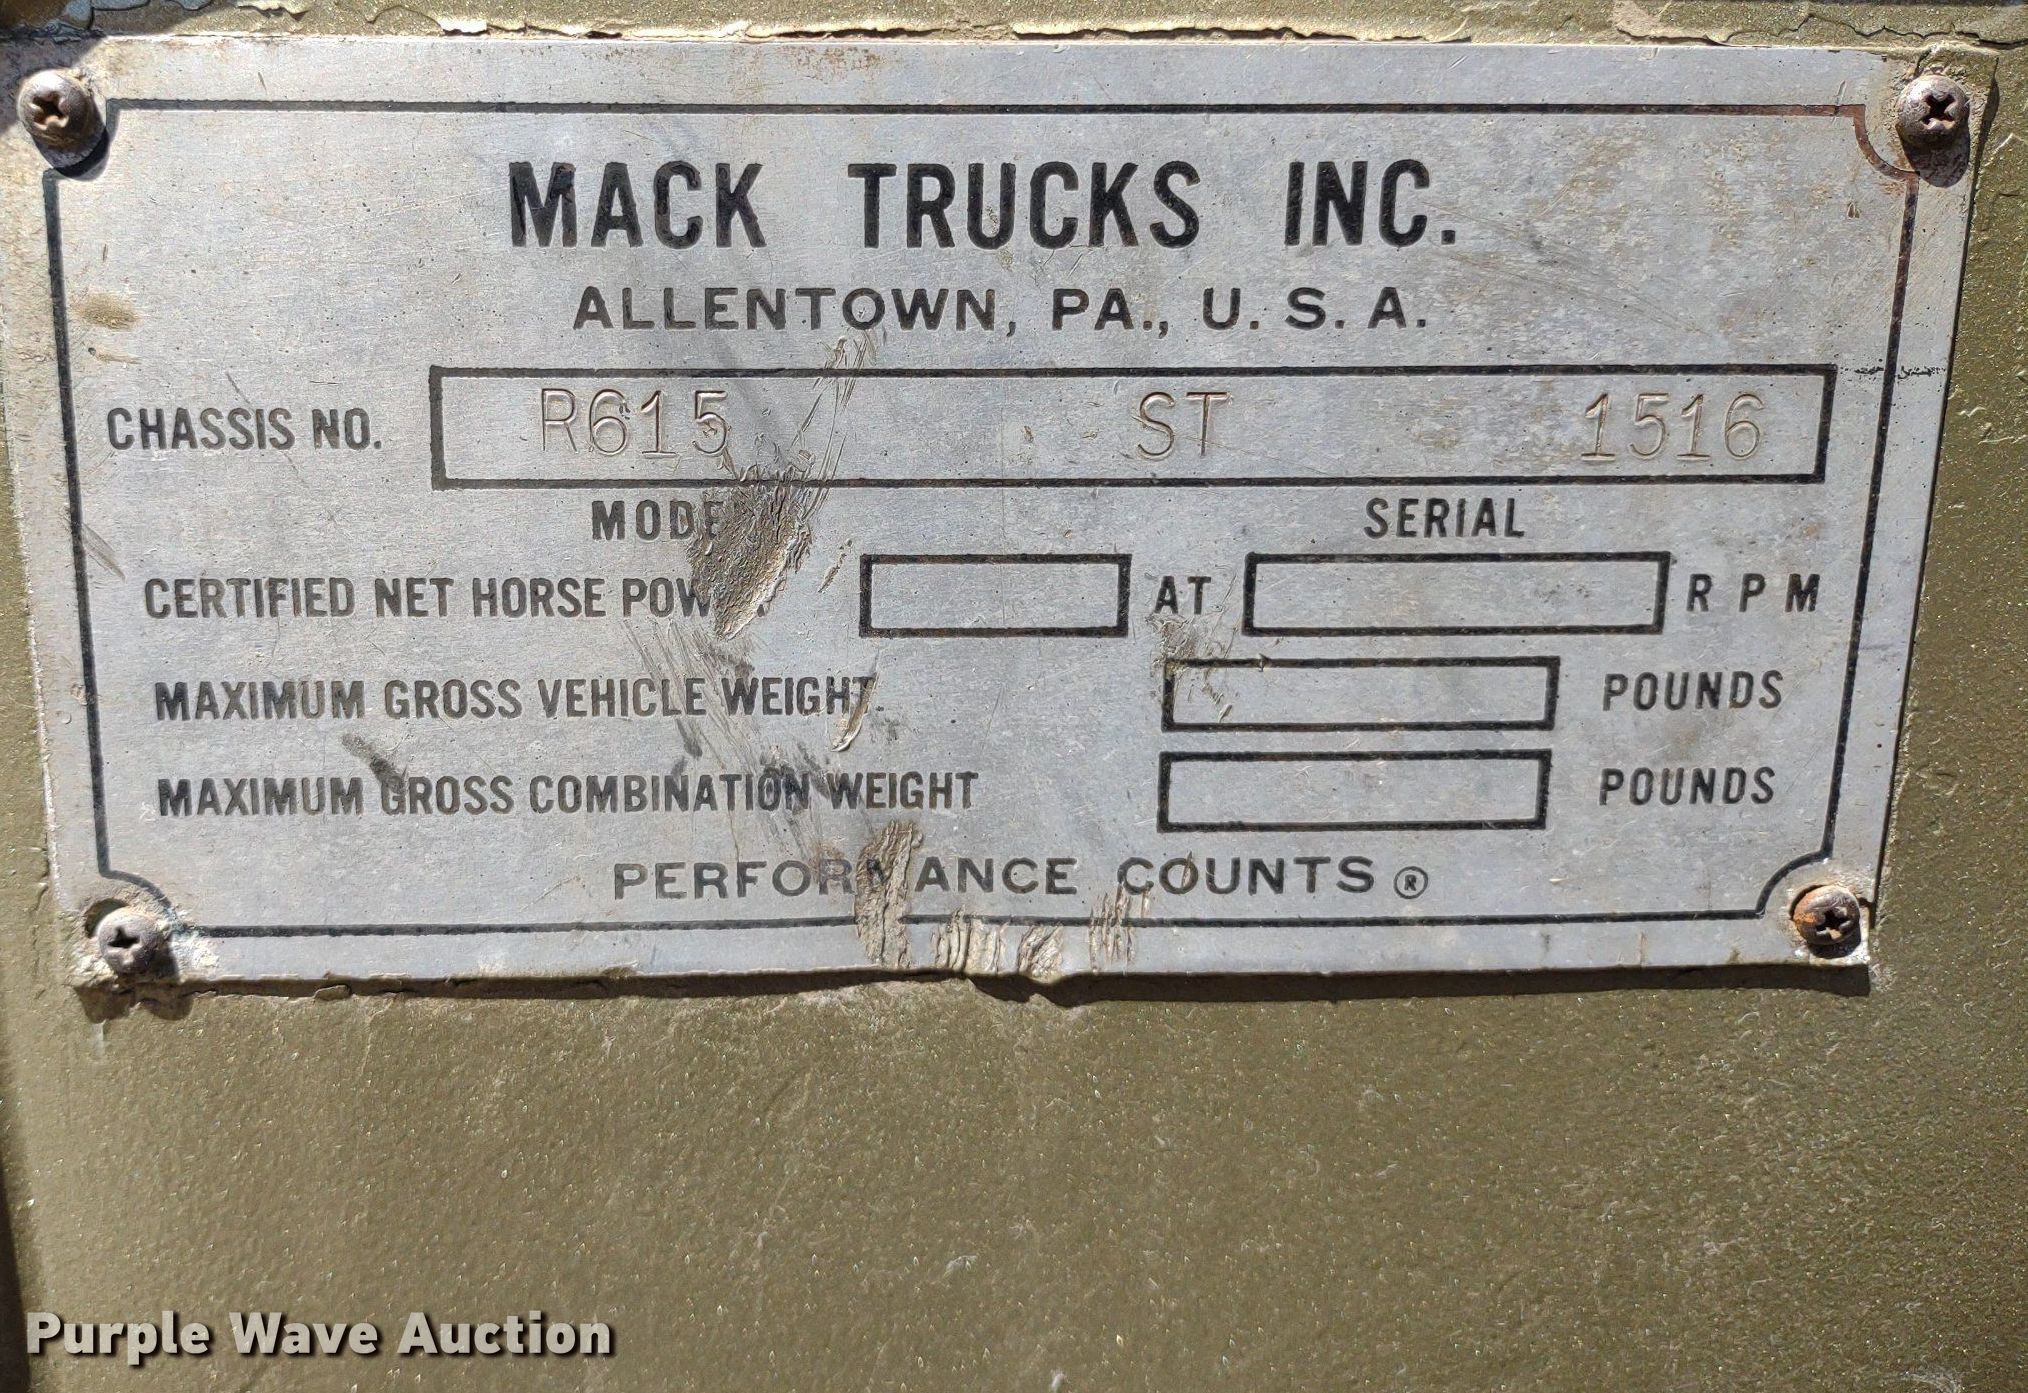 MACK TRUCKS INC.
ALLENTOWN, PA., U. S. A.
CHASSIS NO. R615 ST 1516
SERIAL
CERTIFIED NET HORSE AT R P M
MAXIMUM GROSS VEHICLE WEIGHT. POUNDS
MAXIMUM GROSS COMBINATION WEIGHT POUNDS
PERFORMANCE COUNTS ®
Purple Wave Auction